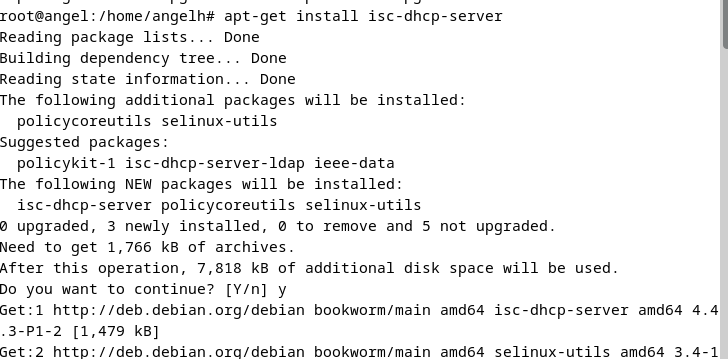 root@angel:/home/angelh# apt-get install isc-dhcp-server
Reading package lists... Done
Building dependency tree... Done
Reading state information... Done
The following additional packages will be installed:
  policycoreutils selinux-utils
Suggested packages:
  policykit-1 isc-dhcp-server-ldap ieee-data
The following NEW packages will be installed:
  isc-dhcp-server policycoreutils selinux-utils
0 upgraded, 3 newly installed, 0 to remove and 5 not upgraded.
Need to get 1,766 kB of archives.
After this operation, 7,818 kB of additional disk space will be used.
Do you want to continue? [Y/n] y
Get:1 http://deb.debian.org/debian bookworm/main amd64 isc-dhcp-server amd64 4.4
.3-P1-2 [1,479 kB]
Get:2 http://deb.debian.org/debian bookworm/main amd64 selinux-utils amd64 3.4-1